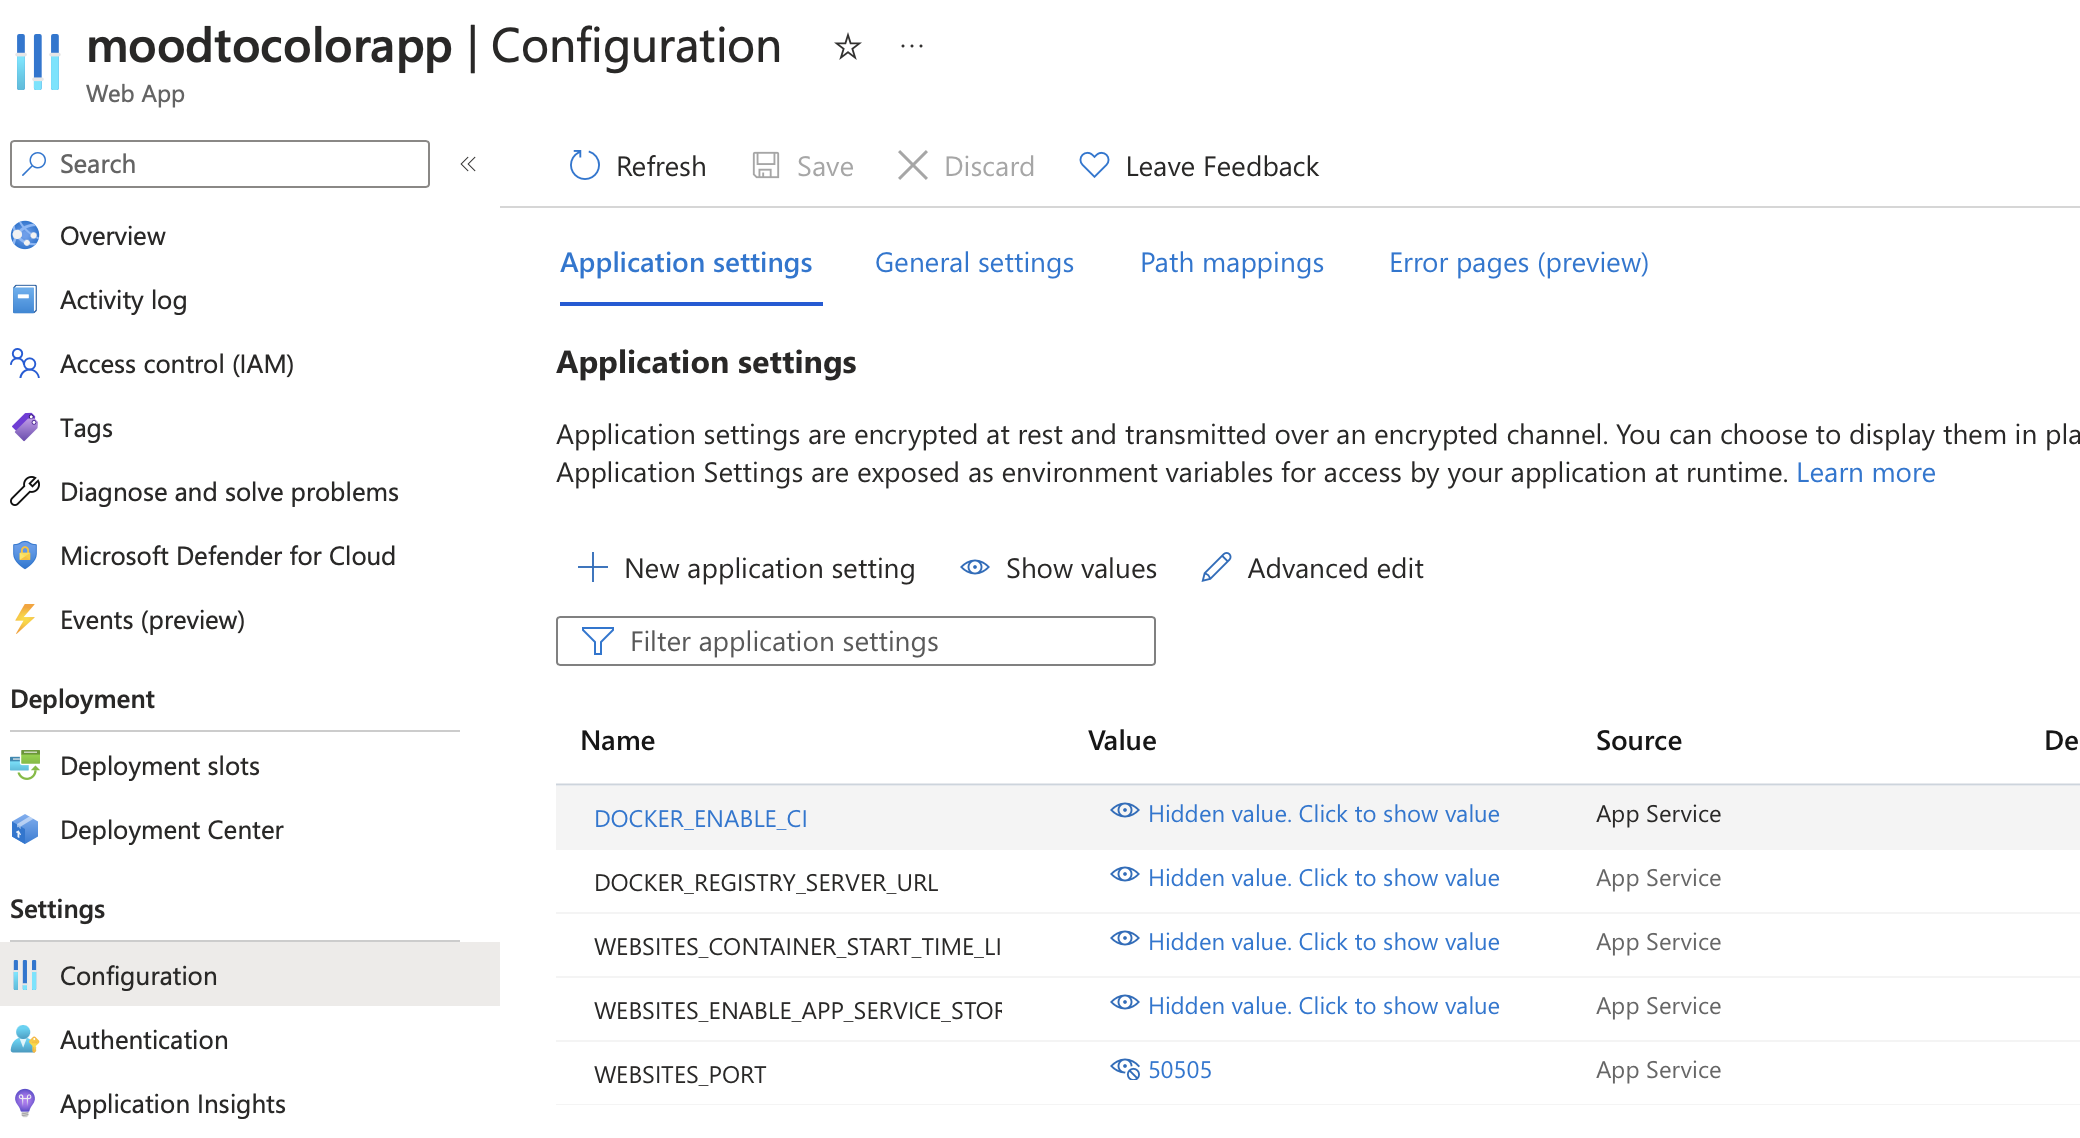 moodtocolorapp | Configuration
Web App
Search
Refresh Save Discard Leave Feedback
Overview
Activity log
Access control (IAM)
Tags
Diagnose and solve problems
Microsoft Defender for Cloud
Events (preview)
Deployment
Deployment slots
Deployment Center
Settings
Configuration
Authentication
Application Insights
Application settings General settings Path mappings Error pages (preview)
Application settings
Application settings are encrypted at rest and transmitted over an encrypted channel. You can choose to display them in pla
Application Settings are exposed as environment variables for access by your application at runtime. Learn more
New application setting Show values Advanced edit
Filter application settings
Name Value Source De
DOCKER_ENABLE_CI Hidden value. Click to show value App Service
DOCKER_REGISTRY_SERVER_URL Hidden value. Click to show value App Service
WEBSITES_CONTAINER_START_TIME_LI Hidden value. Click to show value App Service
WEBSITES_ENABLE_APP_SERVICE_STOR Hidden value. Click to show value App Service
WEBSITES_PORT 50505 App Service